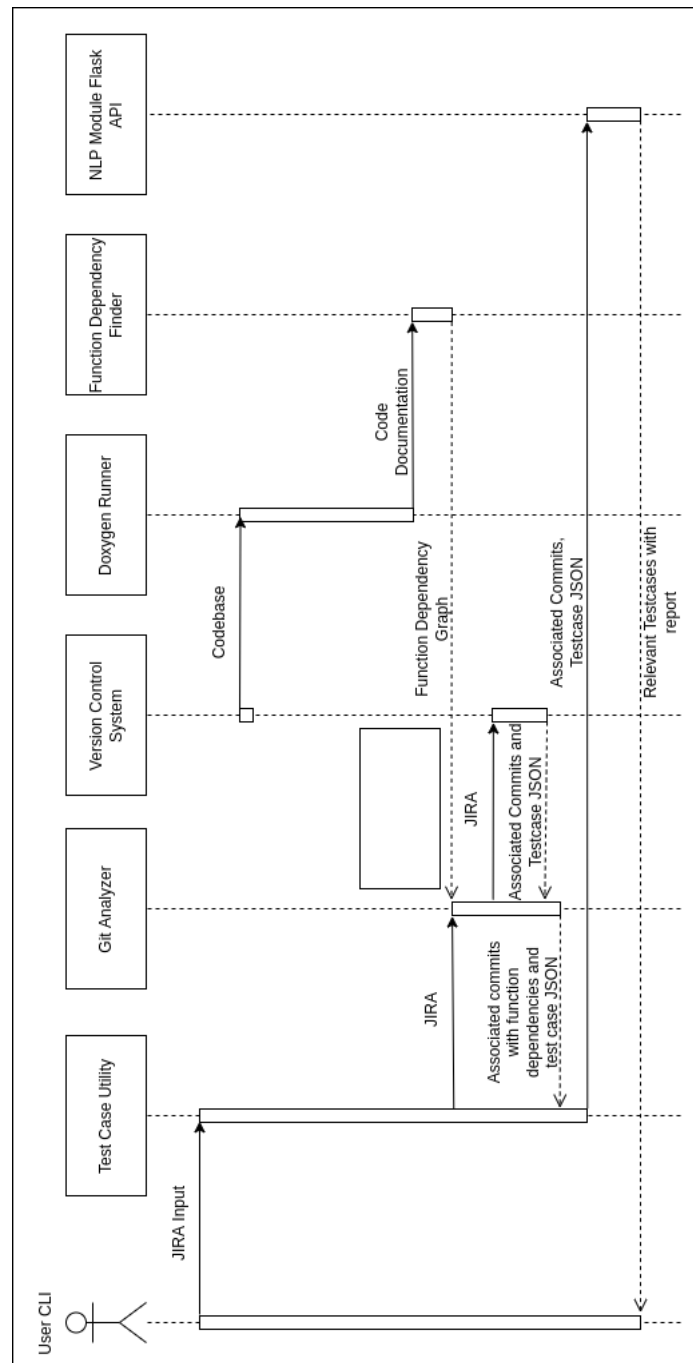 User CLI
Test Case Utility
Git Analyzer
Version Control
System
Doxygen Runner
Function Dependency
Finder
NLP Module Flask
API
JIRA Input
Codebase
Code
Documentation
Function Dependency
Graph
JIRA
JIRA
Associated Commits and
Testcase JSON
Associated commits
with function
dependencies and
test case JSON
Associated Commits,
Testcase JSON
Relevant Testcases with
report